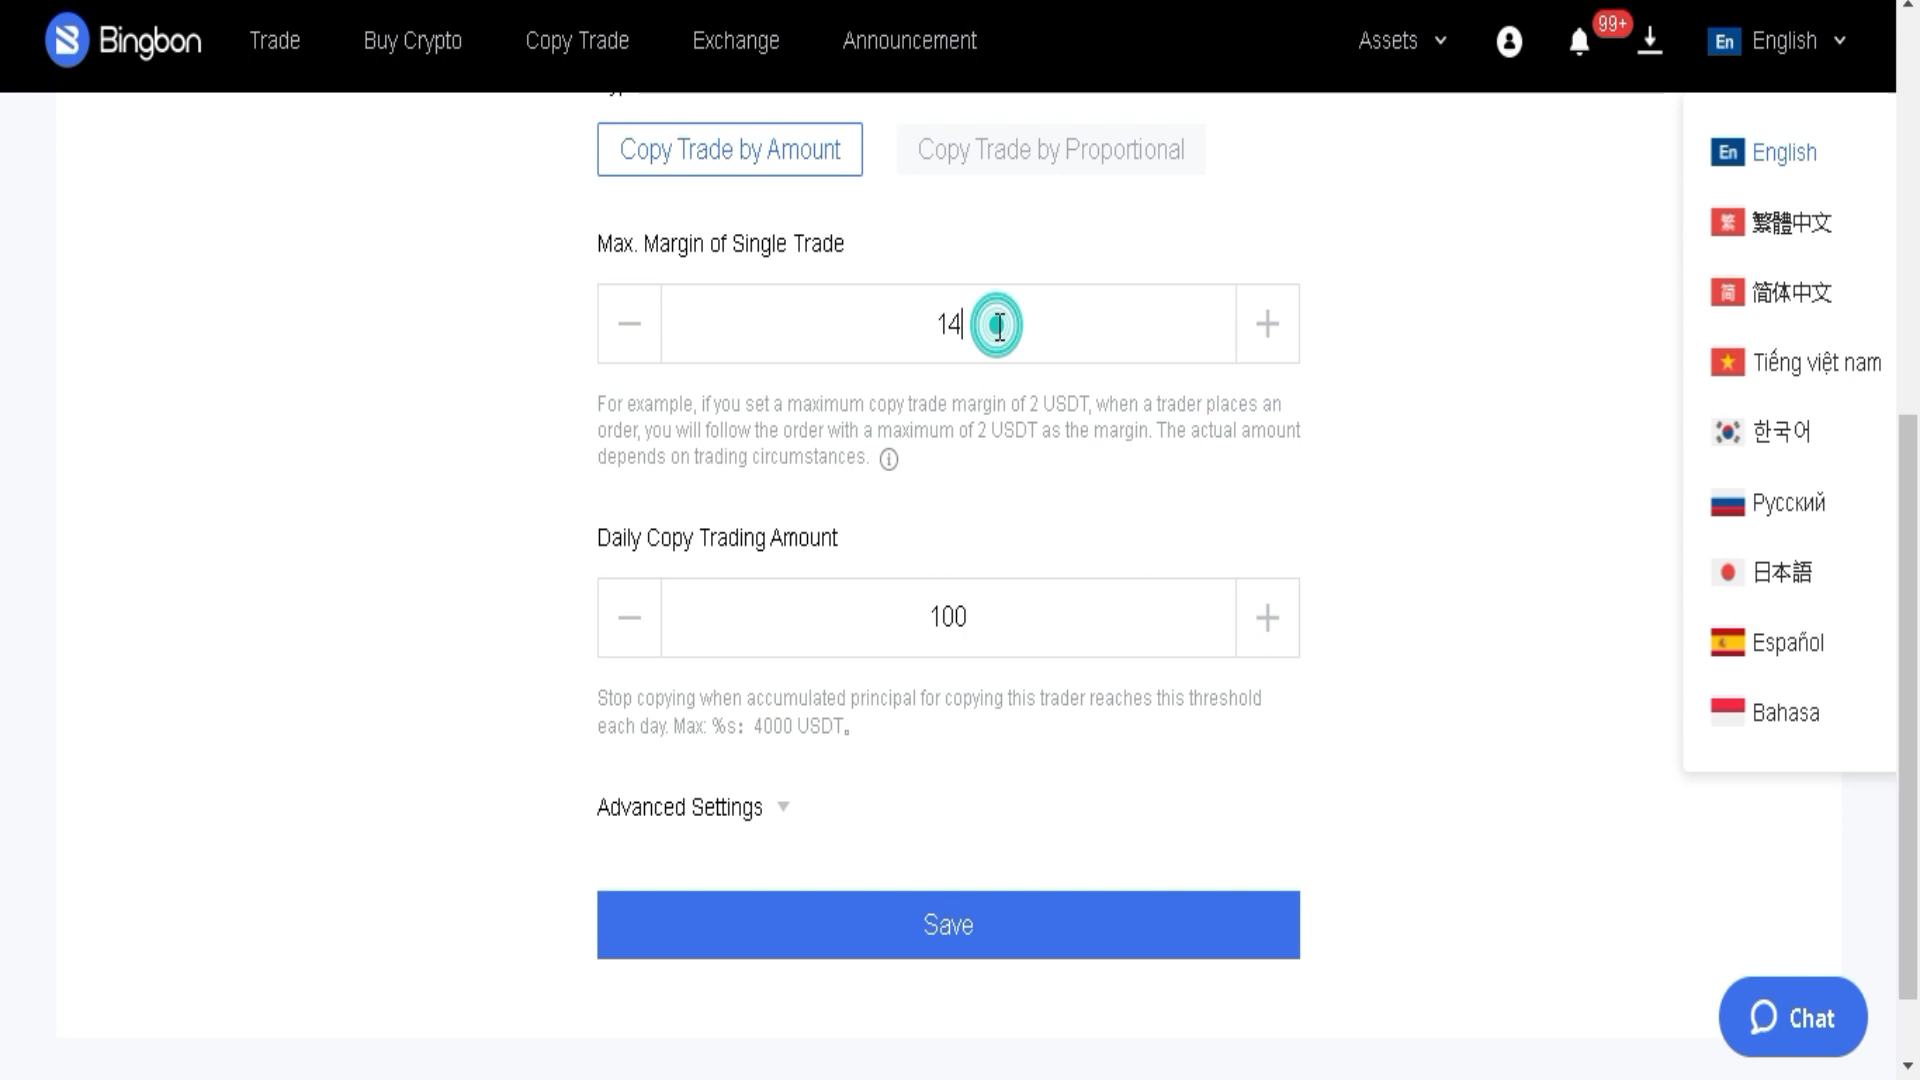 Bingbon Trade Buy Crypto Copy Trade Exchange Announcement Assets 99+ En English
Copy Trade by Amount Copy Trade by Proportional
Max. Margin of Single Trade
14
For example, if you set a maximum copy trade margin of 2 USDT, when a trader places an
order, you will follow the order with a maximum of 2 USDT as the margin. The actual amount
depends on trading circumstances.
Daily Copy Trading Amount
100
Stop copying when accumulated principal for copying this trader reaches this threshold
each day. Max: %s: 4000 USDT。
Advanced Settings
Save
En English
繁 繁體中文
简 简体中文
Tiếng việt nam
한국어
Русский
日本語
Español
Bahasa
Chat